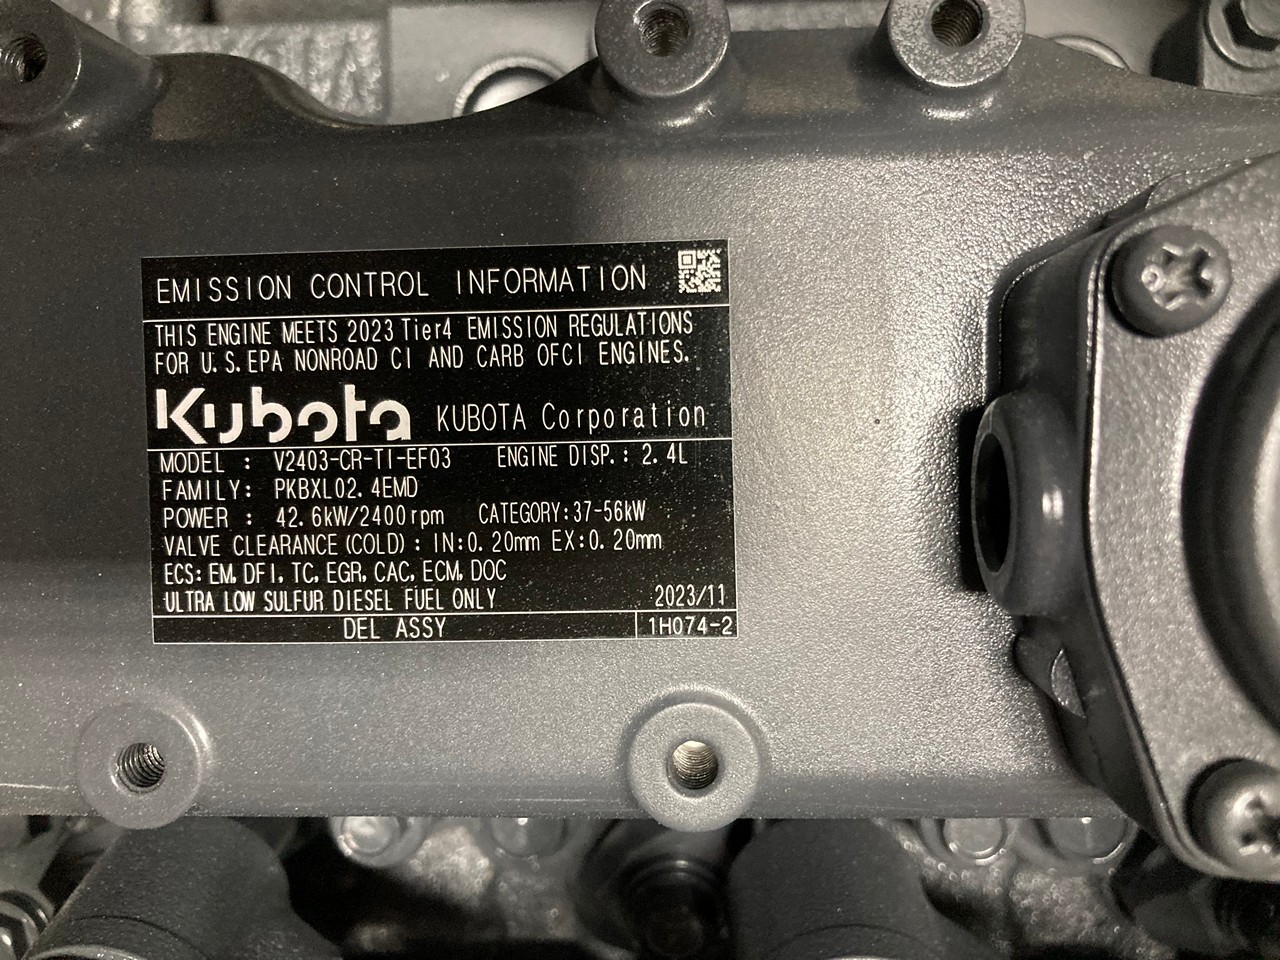 EMISSION CONTROL INFORMATION
THIS ENGINE MEETS 2023 Tier4 EMISSION REGULATIONS
FOR U.S.EPA NONROAD CI AND CARB OFCI ENGINES.
Kubota KUBOTA Corporation
MODEL : V2403-CR-TI-EF03 ENGINE DISP.: 2.4L
FAMILY: PKBXL02.4EMD
POWER : 42.6kW/2400rpm CATEGORY:37-56kW
VALVE CLEARANCE(COLD): IN:0.20mm EX:0.20mm
ECS:EM,DFI,TC,EGR,CAC,ECM,DOC
ULTRA LOW SULFUR DIESEL FUEL ONLY 2023/11
DEL ASSY 1H074-2